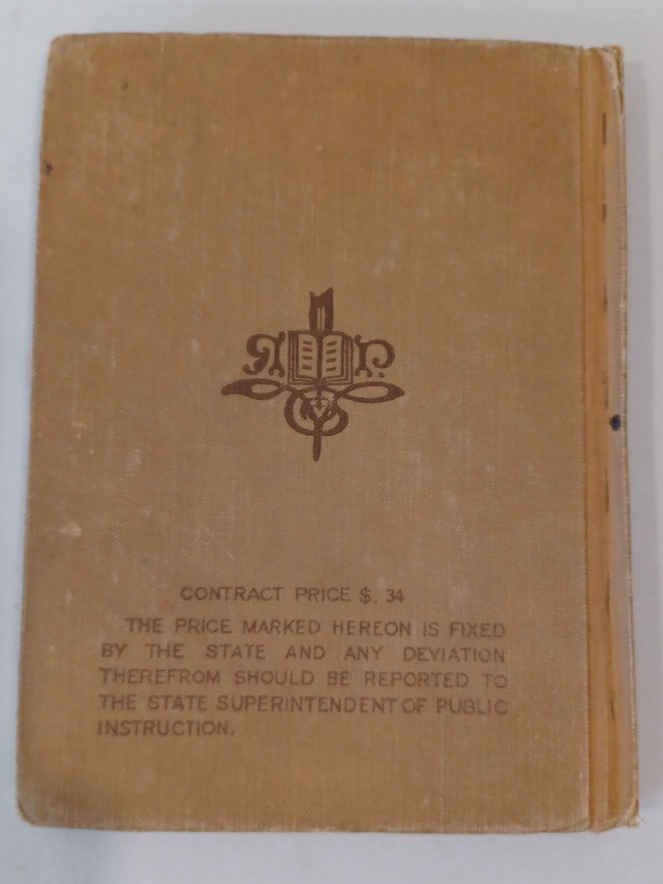 CONTRACT PRICE $. 34
THE PRICE MARKED HEREON IS FIXED
BY THE STATE AND ANY DEVIATION
THEREFROM SHOULD BE REPORTED TO
THE STATE SUPERINTENDENT OF PUBLIC
INSTRUCTION.